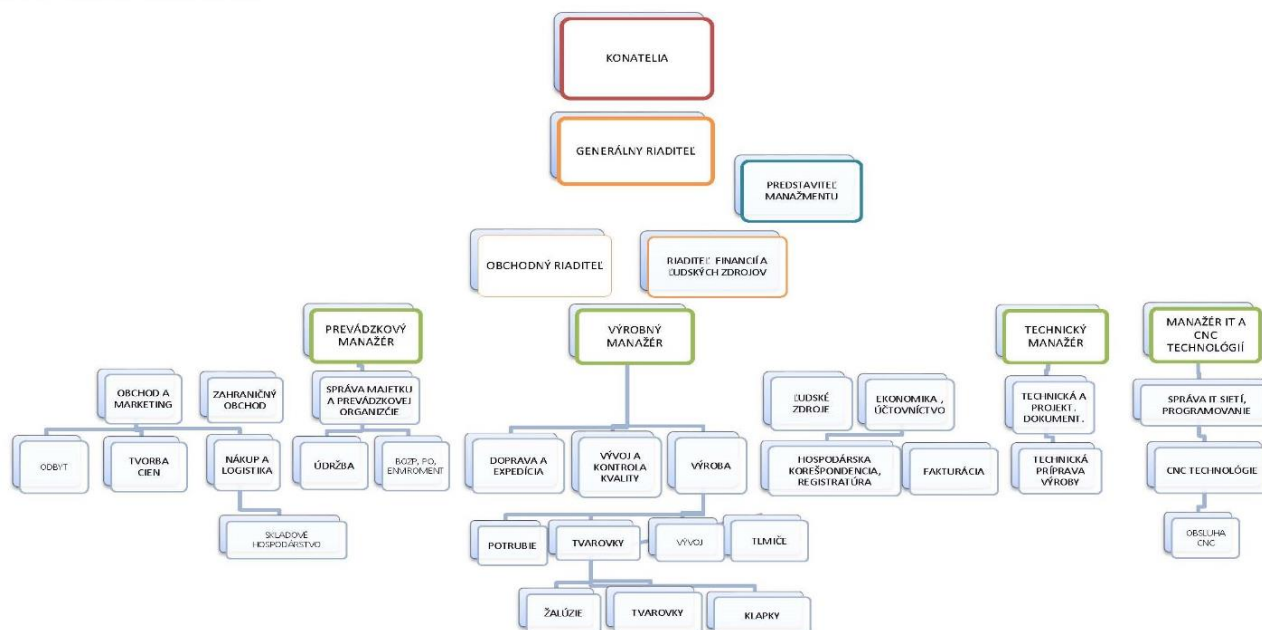 KONATELIA
GENERÁLNY RIADITEĽ
PREDSTAVITEĽ
MANAŽMENTU
OBCHODNÝ RIADITEĽ
RIADITEĽ FINANCIÍ A
ĽUDSKÝCH ZDROJOV
PREVÁDZKOVÝ
MANAŽÉR
VÝROBNÝ
MANAŽÉR
TECHNICKÝ
MANAŽÉR
MANAŽÉR IT A
CNC
TECHNOLÓGIÍ
OBCHOD A
MARKETING
ZAHRANIČNÝ
OBCHOD
SPRÁVA MAJETKU
A PREVÁDZKOVEJ
ORGANIZĆIE
ĽUDSKÉ
ZDROJE
EKONOMIKA ,
ÚČTOVNÍCTVO
TECHNICKÁ A
PROJEKT.
DOKUMENT.
SPRÁVA IT SIETÍ,
PROGRAMOVANIE
ODBYT
TVORBA
CIEN
NÁKUP A
LOGISTIKA
ÚDRŽBA
BOZP, PO,
ENVIROMENT
DOPRAVA A
EXPEDÍCIA
VÝVOJ A
KONTROLA
KVALITY
VÝROBA
HOSPODÁRSKA
KOREŠPONDENCIA,
REGISTRATÚRA
FAKTURÁCIA
TECHNICKÁ
PRÍPRAVA
VÝROBY
CNC TECHNOLÓGIE
SKLADOVÉ
HOSPODÁRSTVO
POTRUBIE
TVAROVKY
VÝVOJ
TLMIČE
OBSLUHA
CNC
ŽALÚZIE
TVAROVKY
KLAPKY